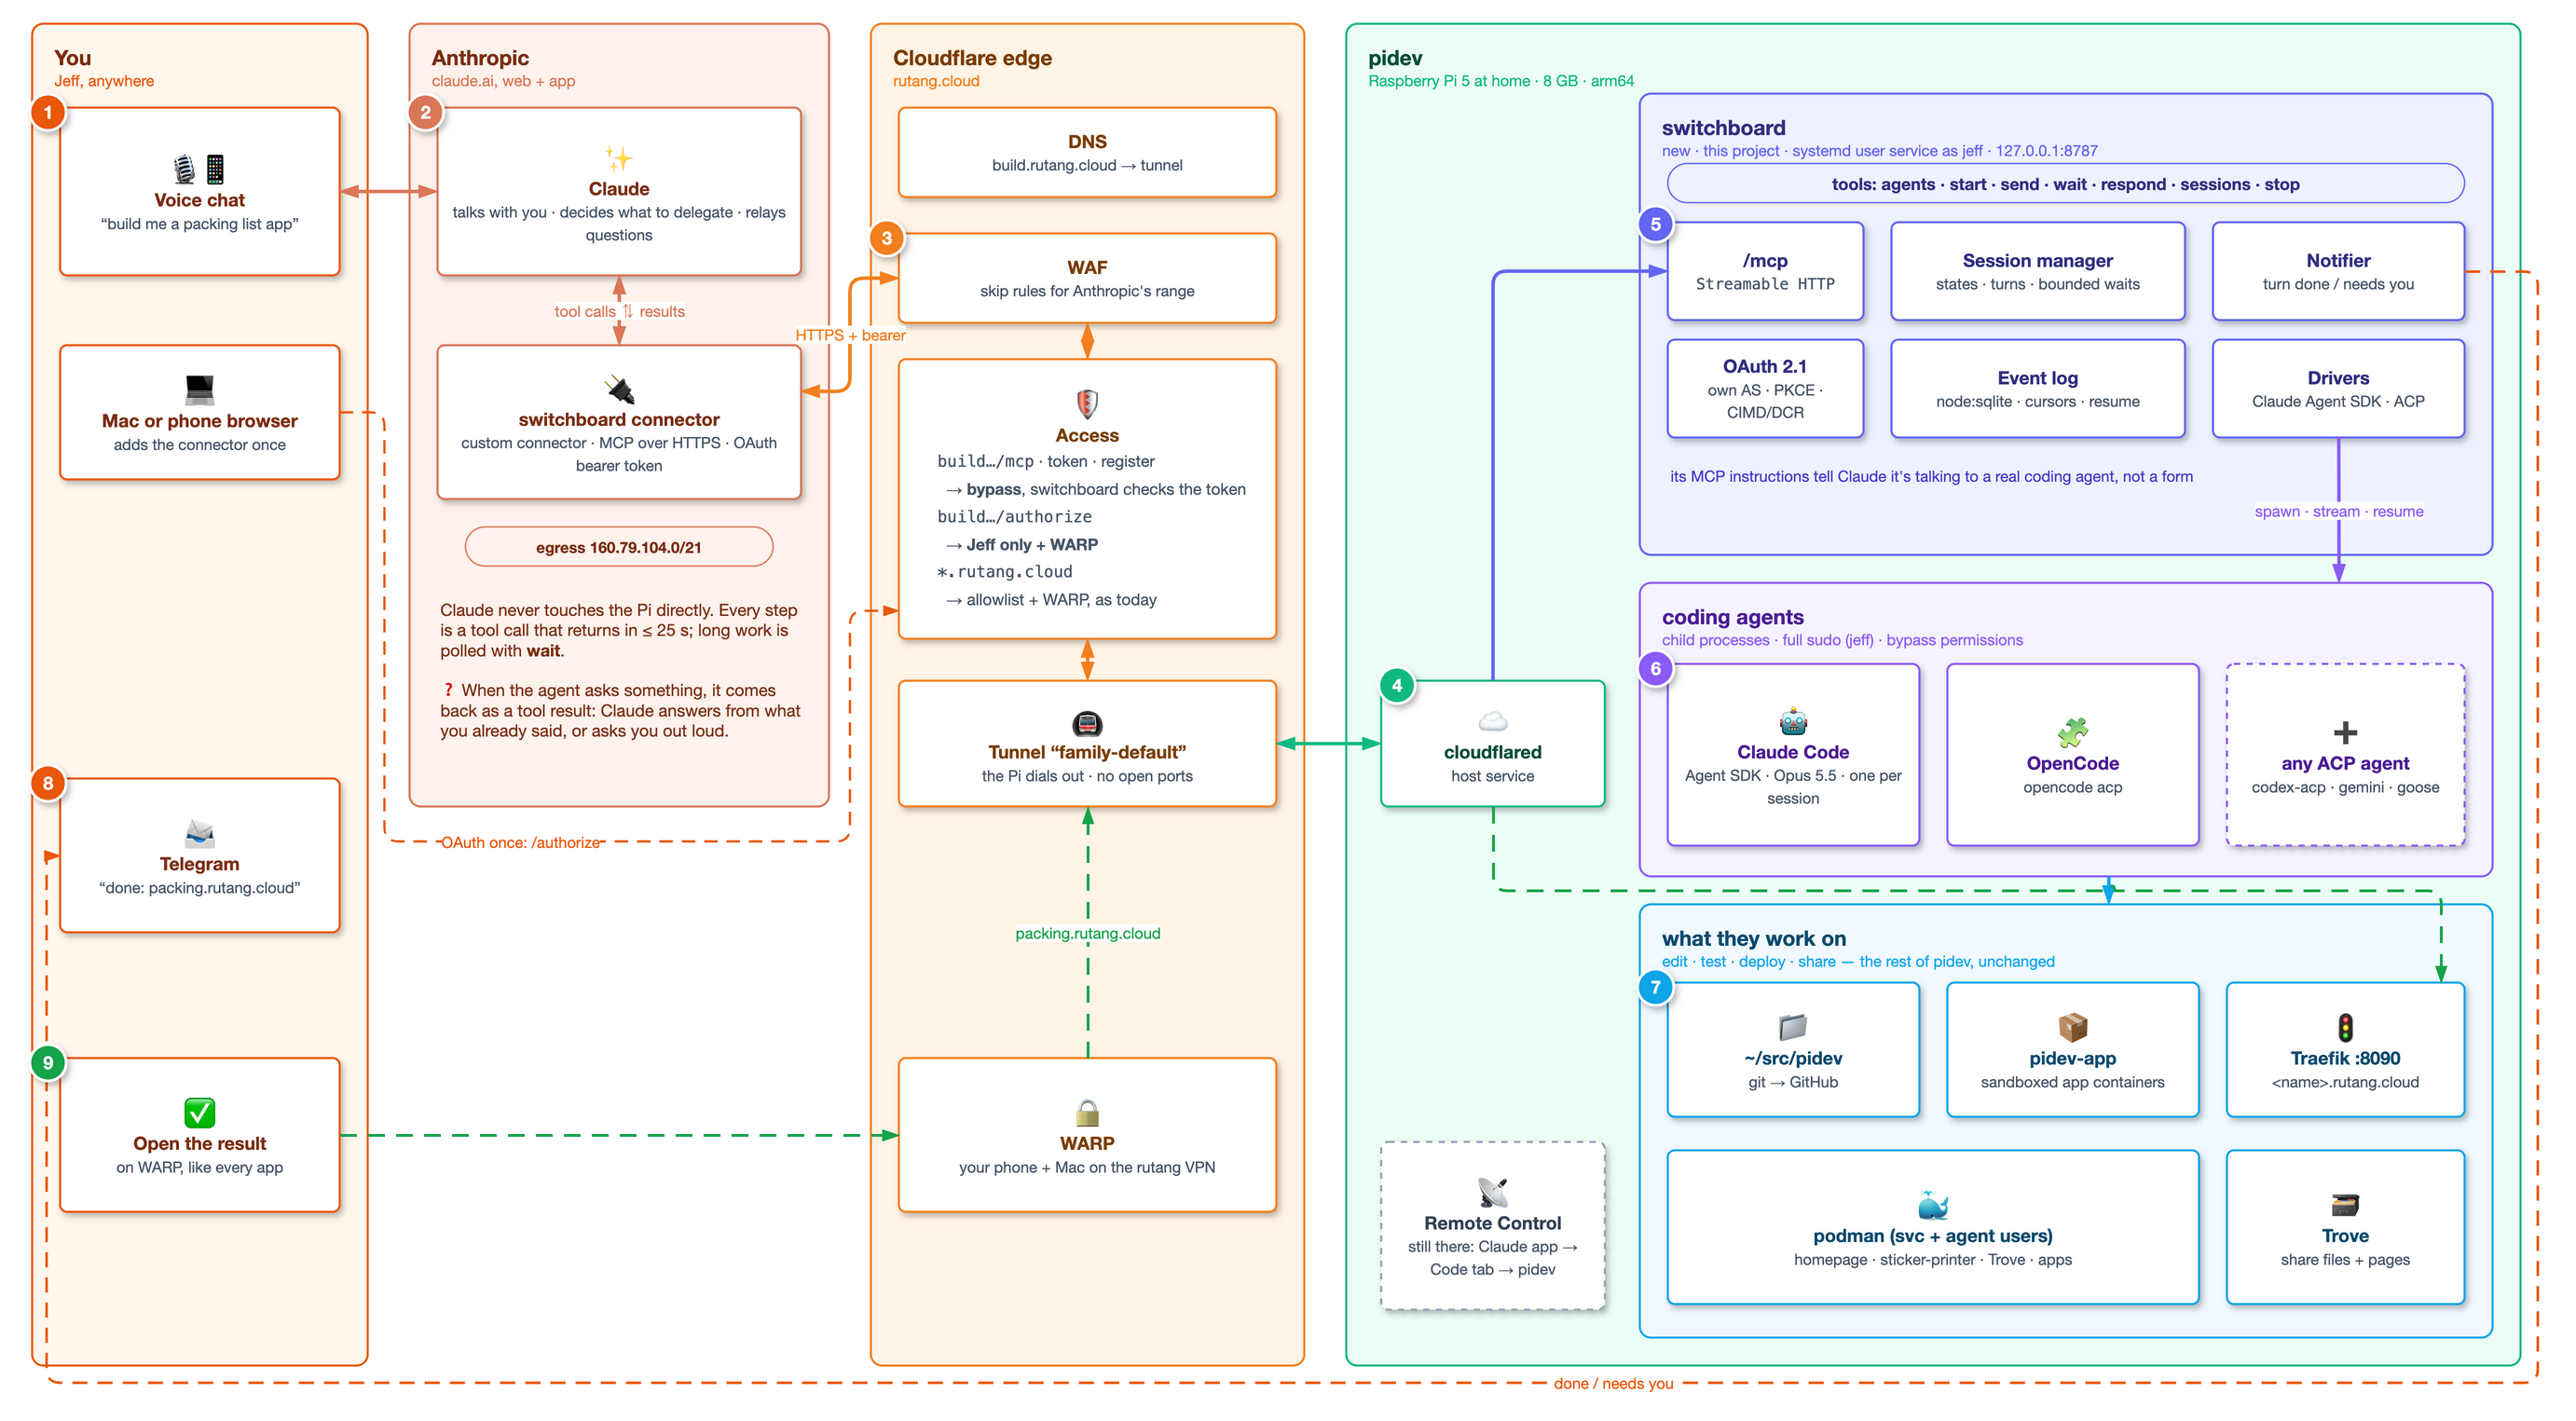 You
Jeff, anywhere
1
Voice chat
“build me a packing list app”
Mac or phone browser
adds the connector once
8
Telegram
“done: packing.rutang.cloud”
9
Open the result
on WARP, like every app
Anthropic
claude.ai, web + app
2
Claude
talks with you · decides what to delegate · relays
questions
tool calls ⇅ results
switchboard connector
custom connector · MCP over HTTPS · OAuth
bearer token
egress 160.79.104.0/21
Claude never touches the Pi directly. Every step
is a tool call that returns in ≤ 25 s; long work is
polled with wait.
❓ When the agent asks something, it comes
back as a tool result: Claude answers from what
you already said, or asks you out loud.
OAuth once: /authorize
HTTPS + bearer
Cloudflare edge
rutang.cloud
DNS
build.rutang.cloud → tunnel
3
WAF
skip rules for Anthropic's range
Access
build…/mcp · token · register
→ bypass, switchboard checks the token
build…/authorize
→ Jeff only + WARP
*.rutang.cloud
→ allowlist + WARP, as today
Tunnel “family-default”
the Pi dials out · no open ports
packing.rutang.cloud
WARP
your phone + Mac on the rutang VPN
pidev
Raspberry Pi 5 at home · 8 GB · arm64
4
cloudflared
host service
Remote Control
still there: Claude app →
Code tab → pidev
switchboard
new · this project · systemd user service as jeff · 127.0.0.1:8787
tools: agents · start · send · wait · respond · sessions · stop
5
/mcp
Streamable HTTP
Session manager
states · turns · bounded waits
Notifier
turn done / needs you
OAuth 2.1
own AS · PKCE ·
CIMD/DCR
Event log
node:sqlite · cursors · resume
Drivers
Claude Agent SDK · ACP
its MCP instructions tell Claude it's talking to a real coding agent, not a form
spawn · stream · resume
coding agents
child processes · full sudo (jeff) · bypass permissions
6
Claude Code
Agent SDK · Opus 5.5 · one per
session
OpenCode
opencode acp
any ACP agent
codex-acp · gemini · goose
what they work on
edit · test · deploy · share — the rest of pidev, unchanged
7
~/src/pidev
git → GitHub
pidev-app
sandboxed app containers
Traefik :8090
<name>.rutang.cloud
podman (svc + agent users)
homepage · sticker-printer · Trove · apps
Trove
share files + pages
done / needs you